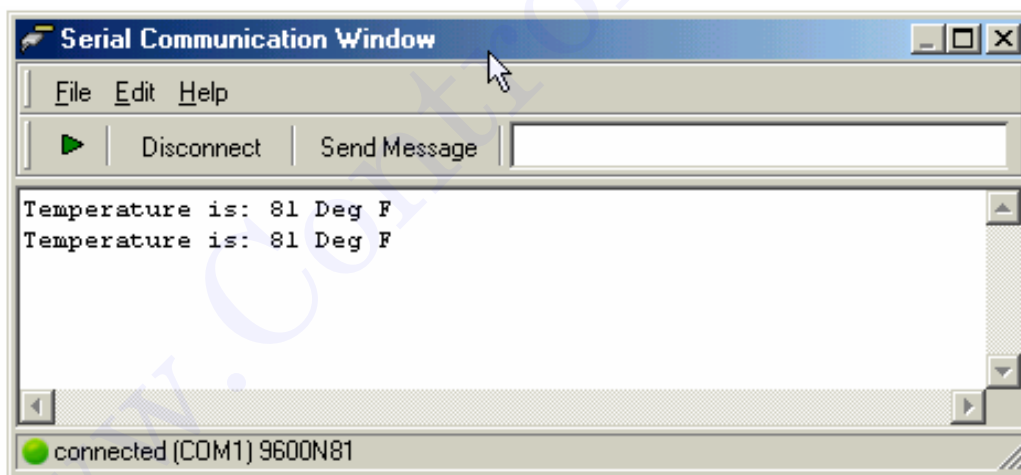 Serial Communication Window
File Edit Help
Disconnect Send Message
Temperature is: 81 Deg F
Temperature is: 81 Deg F
connected (COM1) 9600N81
w.Contro